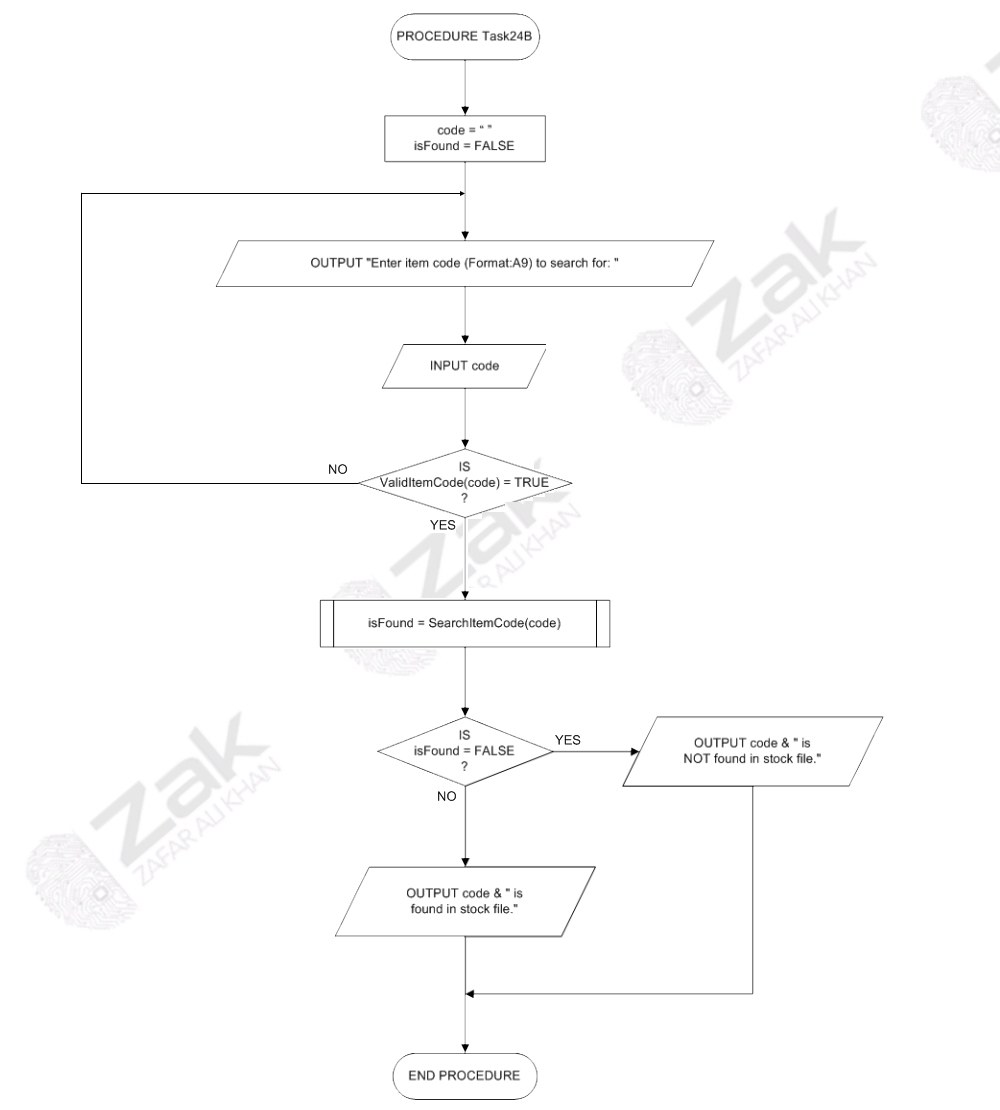 PROCEDURE Task24B
code = “ ”
isFound = FALSE
OUTPUT "Enter item code (Format:A9) to search for: "
INPUT code
IS
ValidItemCode(code) = TRUE
?
NO
YES
isFound = SearchItemCode(code)
IS
isFound = FALSE
?
YES
NO
OUTPUT code & " is
NOT found in stock file."
OUTPUT code & " is
found in stock file."
END PROCEDURE
Zak
ZAFAR ALI KHAN
Zak
ZAFAR ALI KHAN
Zak
ZAFAR ALI KHAN